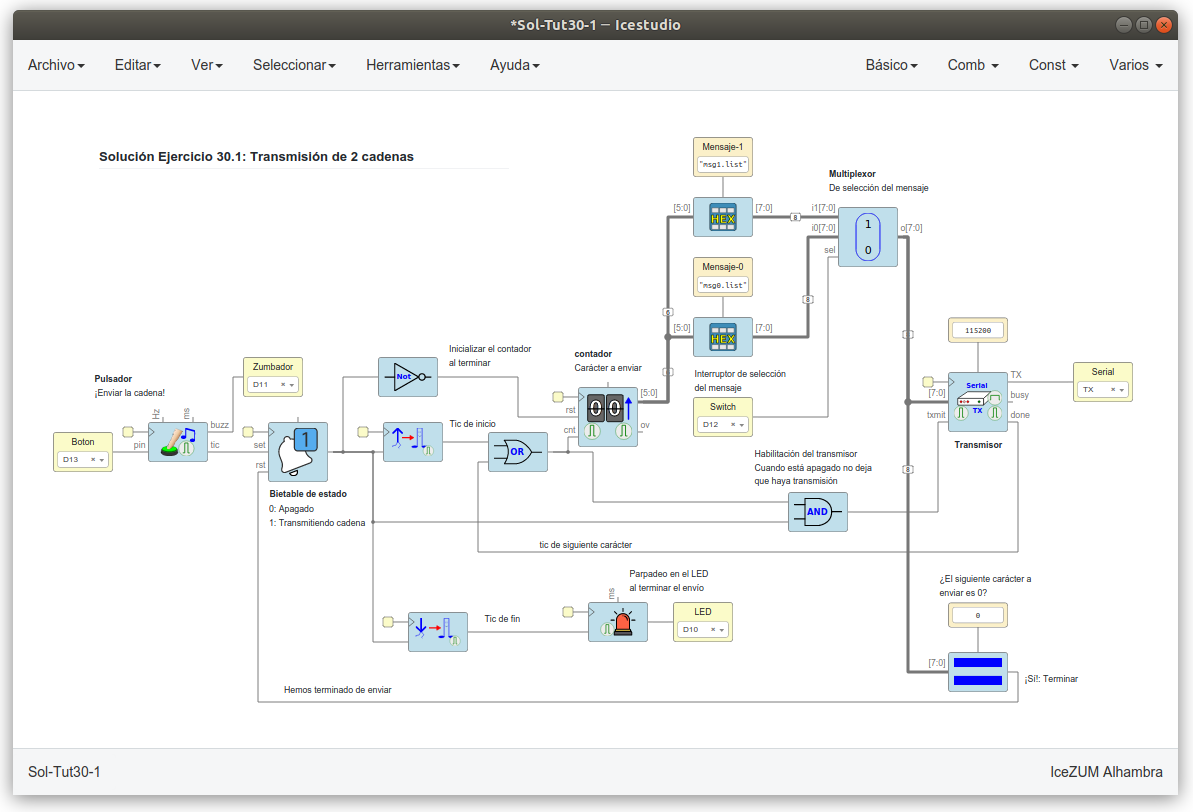 *Sol-Tut30-1 — Icestudio
Archivo Editar Ver Seleccionar Herramientas Ayuda Básico Comb Const Varios
Solución Ejercicio 30.1: Transmisión de 2 cadenas
Mensaje-1
"msg1.list"
[5:0] HEX [7:0]
8
Multiplexor
De selección del mensaje
i1[7:0]
i0[7:0]
sel
1
0
o[7:0]
Mensaje-0
"msg0.list"
[5:0] HEX [7:0]
8
6
Pulsador
¡Enviar la cadena!
Zumbador
D11
Boton
D13
Hz
ms
pin
buzz
tic
set
rst
1
Bietable de estado
0: Apagado
1: Transmitiendo cadena
Not
Inicializar el contador
al terminar
Tic de inicio
OR
contador
Carácter a enviar
rst
cnt
00
[5:0]
ov
Interruptor de selección
del mensaje
Switch
D12
Habilitación del transmisor
Cuando está apagado no deja
que haya transmisión
AND
tic de siguiente carácter
115200
Serial
TX
[7:0]
txmit
TX
busy
done
Transmisor
Serial
TX
8
Parpadeo en el LED
al terminar el envío
ms
Tic de fin
LED
D10
¿El siguiente carácter a
enviar es 0?
0
[7:0]
¡Sí!: Terminar
Hemos terminado de enviar
Sol-Tut30-1
IceZUM Alhambra